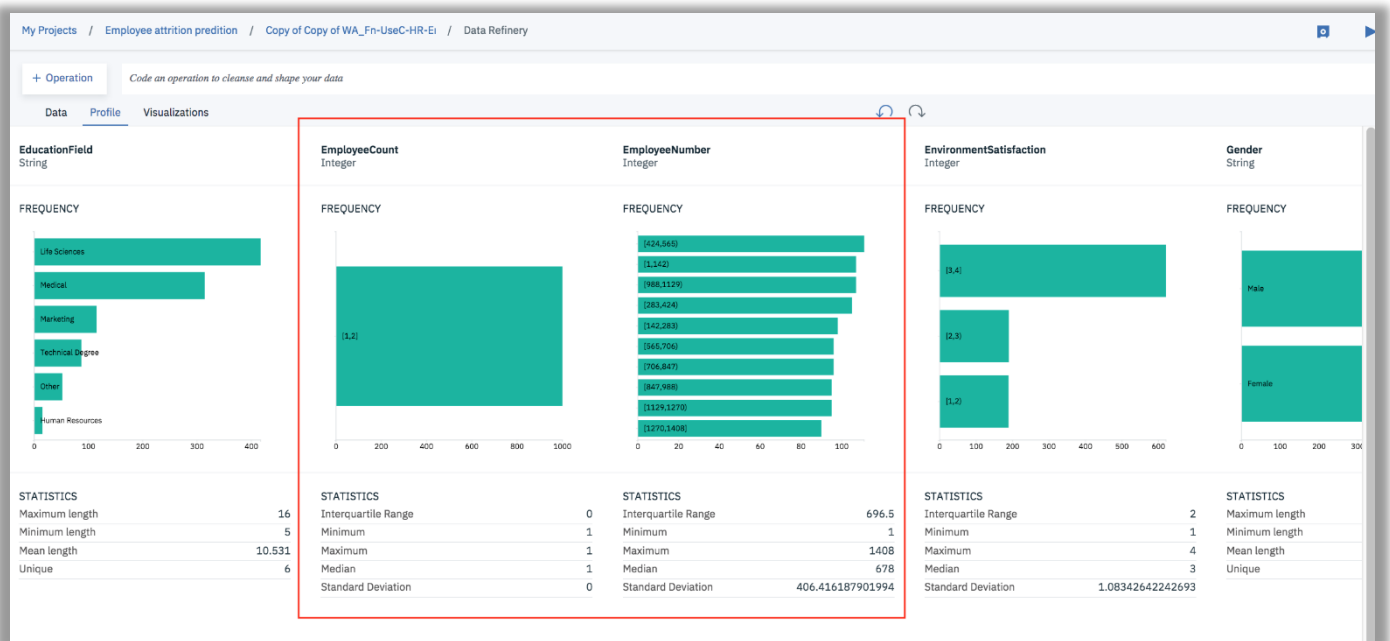 My Projects / Employee attrition predition / Copy of Copy of WA_Fn-UseC-HR-Er / Data Refinery
+ Operation Code an operation to cleanse and shape your data
Data Profile Visualizations
EducationField
String
FREQUENCY
Life Sciences
Medical
Marketing
Technical Degree
Other
Human Resources
0 100 200 300 400
STATISTICS
Maximum length 16
Minimum length 5
Mean length 10.531
Unique 6
EmployeeCount
Integer
FREQUENCY
[1,2]
0 200 400 600 800 1000
STATISTICS
Interquartile Range 0
Minimum 1
Maximum 1
Median 1
Standard Deviation 0
EmployeeNumber
Integer
FREQUENCY
[424,565)
[1,142)
[988,1129)
[283,424)
[142,283)
[565,706)
[706,847)
[847,988)
[1129,1270)
[1270,1408]
0 20 40 60 80 100
STATISTICS
Interquartile Range 696.5
Minimum 1
Maximum 1408
Median 678
Standard Deviation 406.416187901994
EnvironmentSatisfaction
Integer
FREQUENCY
[3,4]
[2,3)
[1,2)
0 100 200 300 400 500 600
STATISTICS
Interquartile Range 2
Minimum 1
Maximum 4
Median 3
Standard Deviation 1.08342642242693
Gender
String
FREQUENCY
Male
Female
0 100 200 300
STATISTICS
Maximum length
Minimum length
Mean length
Unique